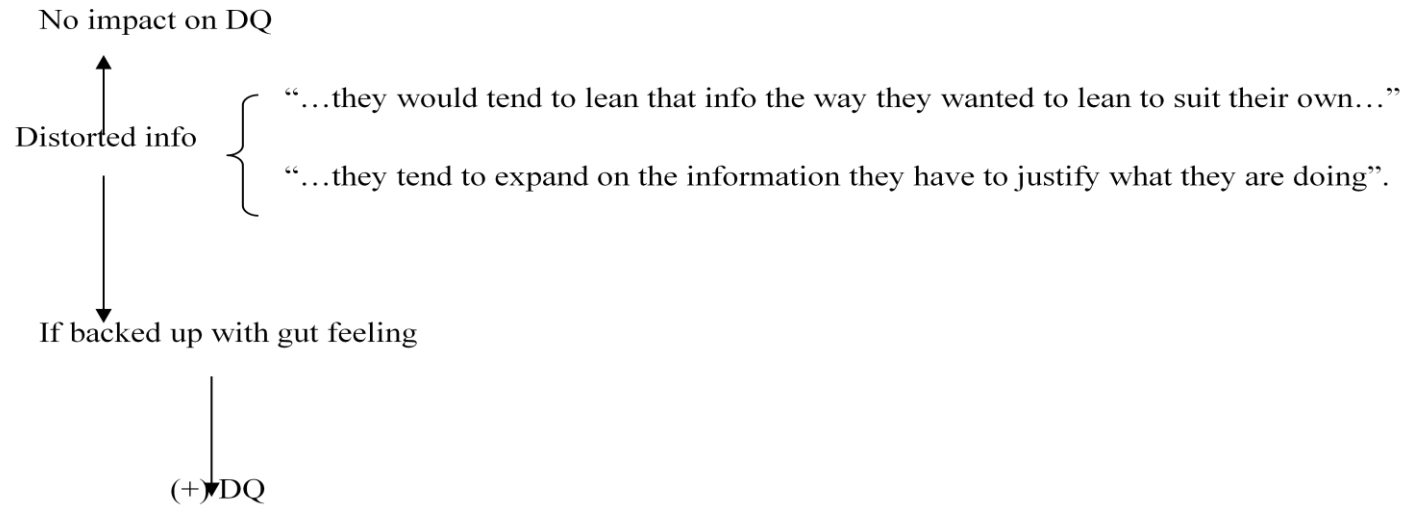 No impact on DQ
“…they would tend to lean that info the way they wanted to lean to suit their own…”
Distorted info
“…they tend to expand on the information they have to justify what they are doing”.
If backed up with gut feeling
(+) DQ